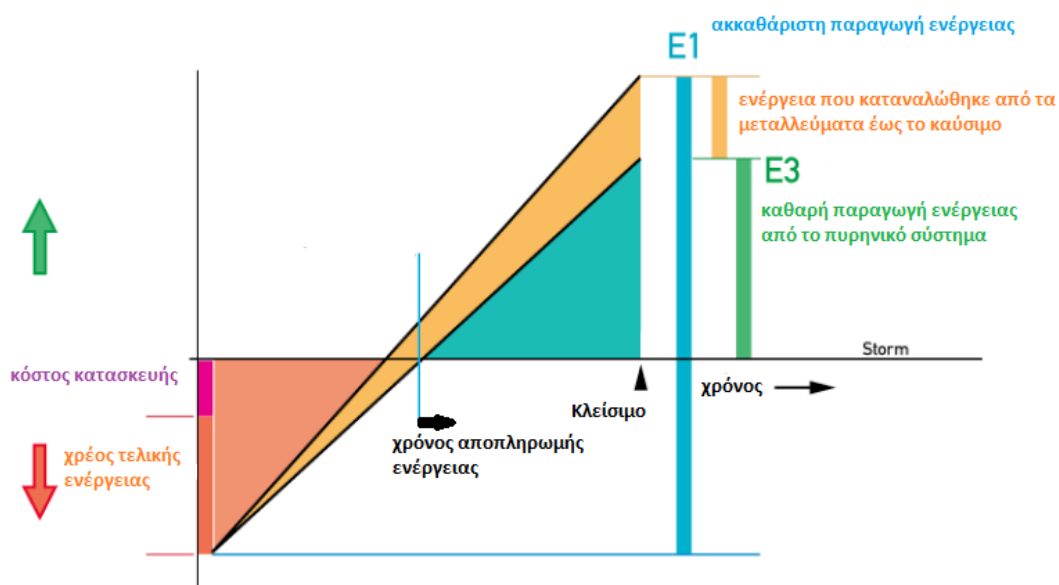 ακκαθάριστη παραγωγή ενέργειας
E1
ενέργεια που καταναλώθηκε από τα
μεταλλεύματα έως το καύσιμο
E3
καθαρή παραγωγή ενέργειας
από το πυρηνικό σύστημα
Storm
κόστος κατασκευής
χρόνος
Κλείσιμο
χρόνος αποπληρωμής
ενέργειας
χρέος τελικής
ενέργειας